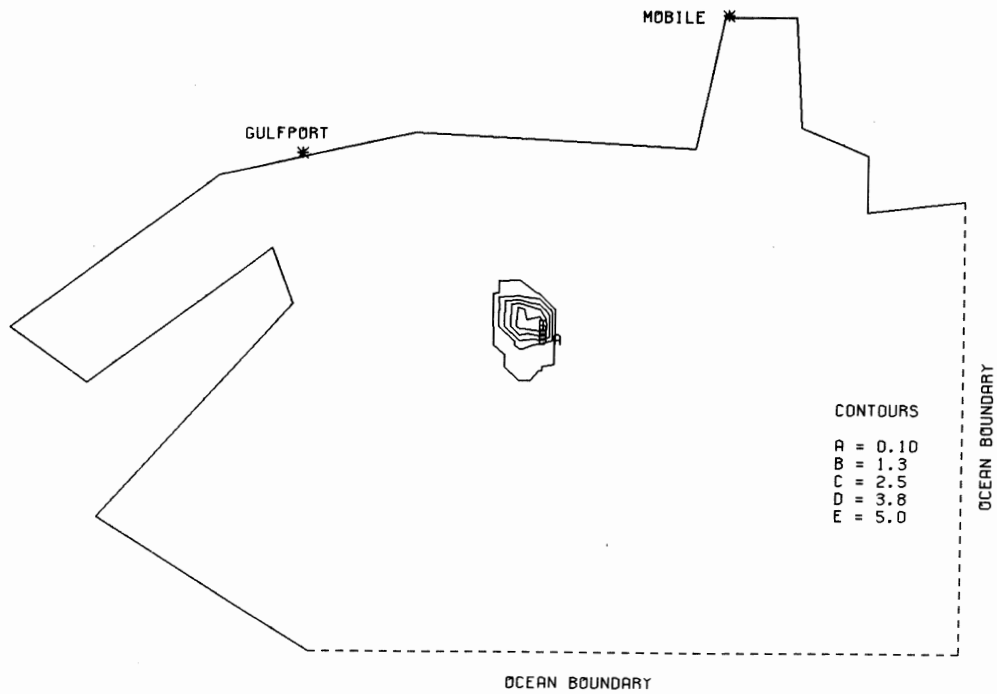 MOBILE
GULFPORT
A
CONTOURS
A = 0.10
B = 1.3
C = 2.5
D = 3.8
E = 5.0
OCEAN BOUNDARY
OCEAN BOUNDARY